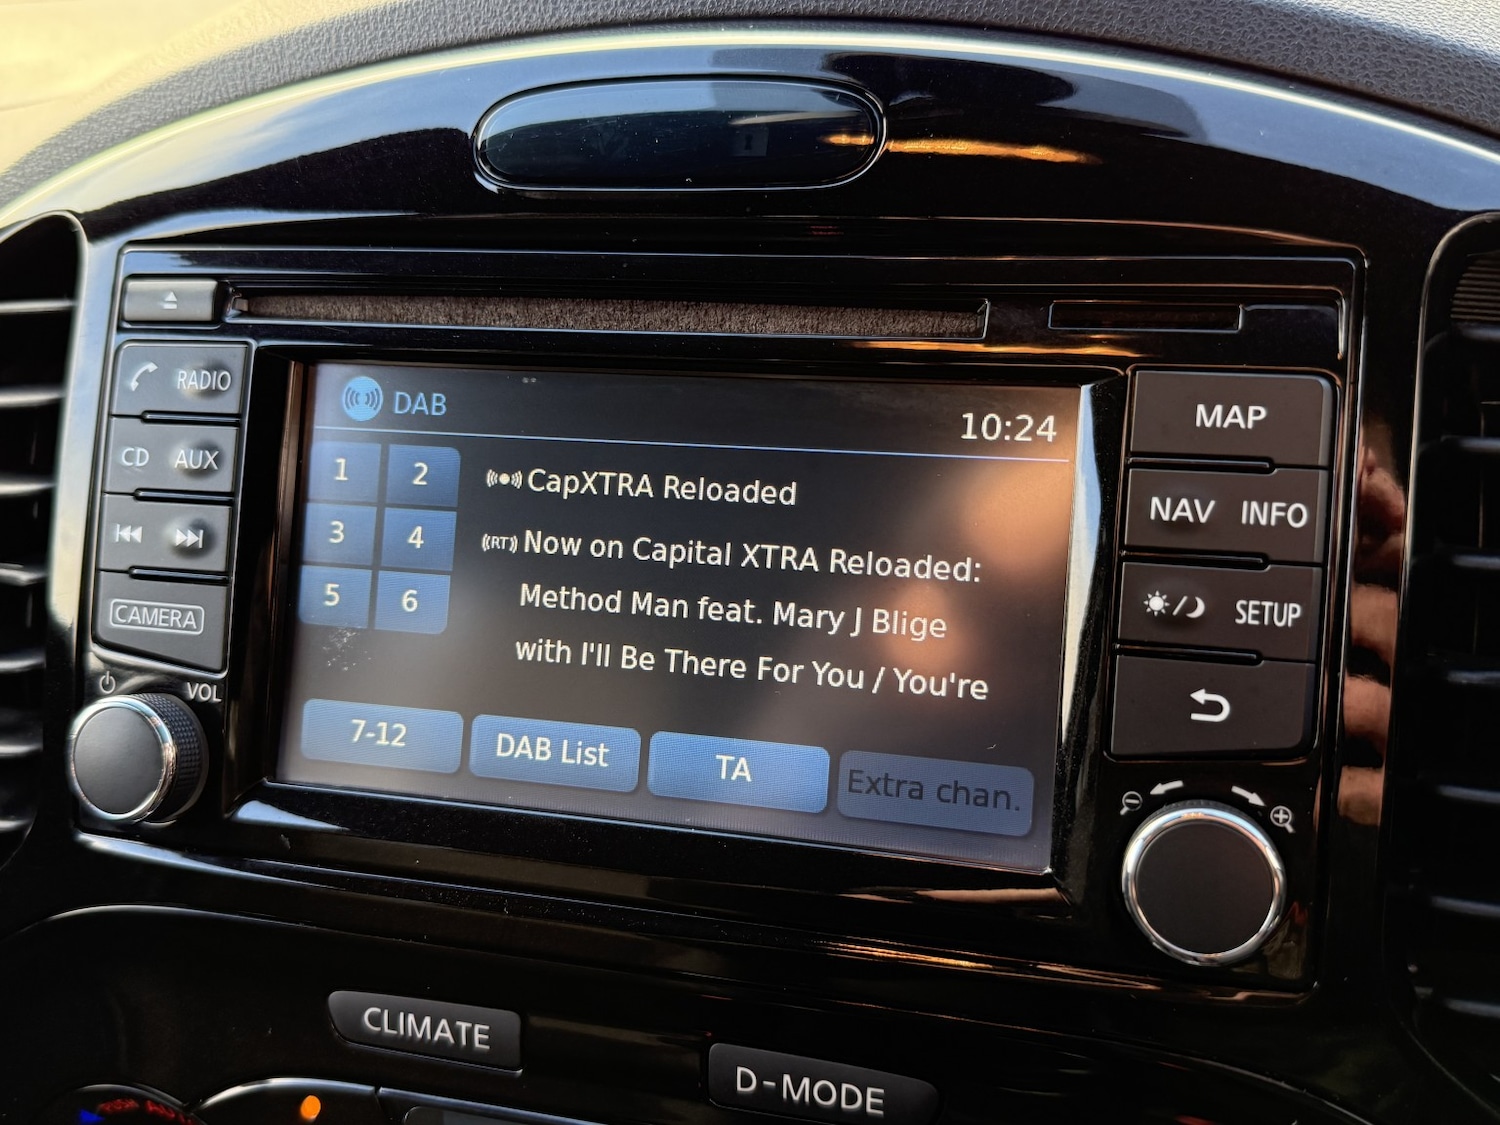 RADIO
CD AUX
CAMERA
VOL
DAB
10:24
1 2
3 4
5 6
CapXTRA Reloaded
(RT) Now on Capital XTRA Reloaded:
Method Man feat. Mary J Blige
with I'll Be There For You / You're
7-12 DAB List TA Extra chan.
MAP
NAV INFO
/ SETUP
CLIMATE
D-MODE